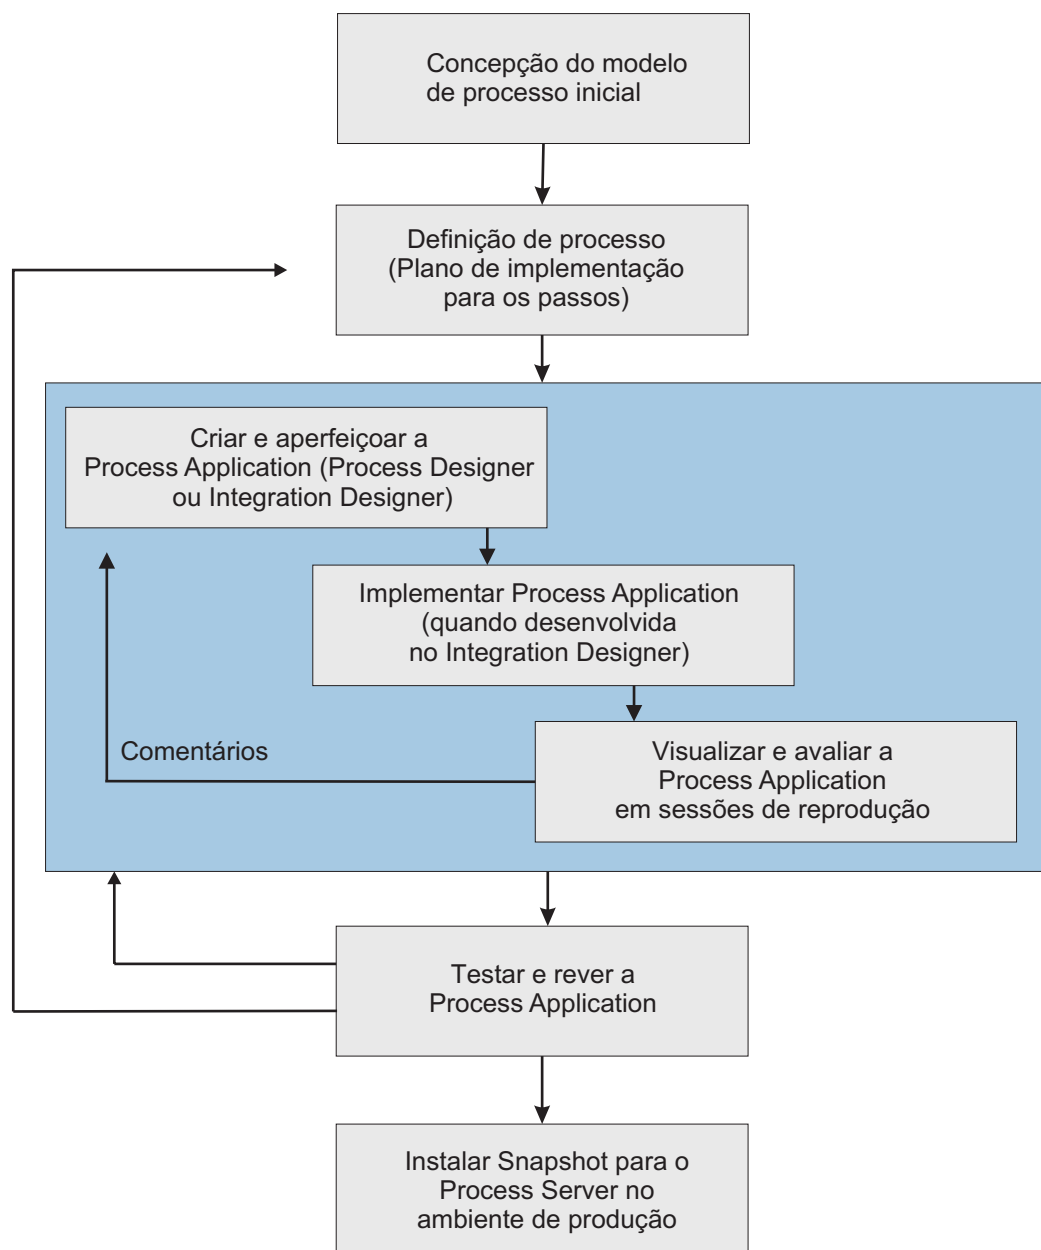 Concepção do modelo
de processo inicial
Definição de processo
(Plano de implementação
para os passos)
Criar e aperfeiçoar a
Process Application (Process Designer
ou Integration Designer)
Implementar Process Application
(quando desenvolvida
no Integration Designer)
Comentários
Visualizar e avaliar a
Process Application
em sessões de reprodução
Testar e rever a
Process Application
Instalar Snapshot para o
Process Server no
ambiente de produção